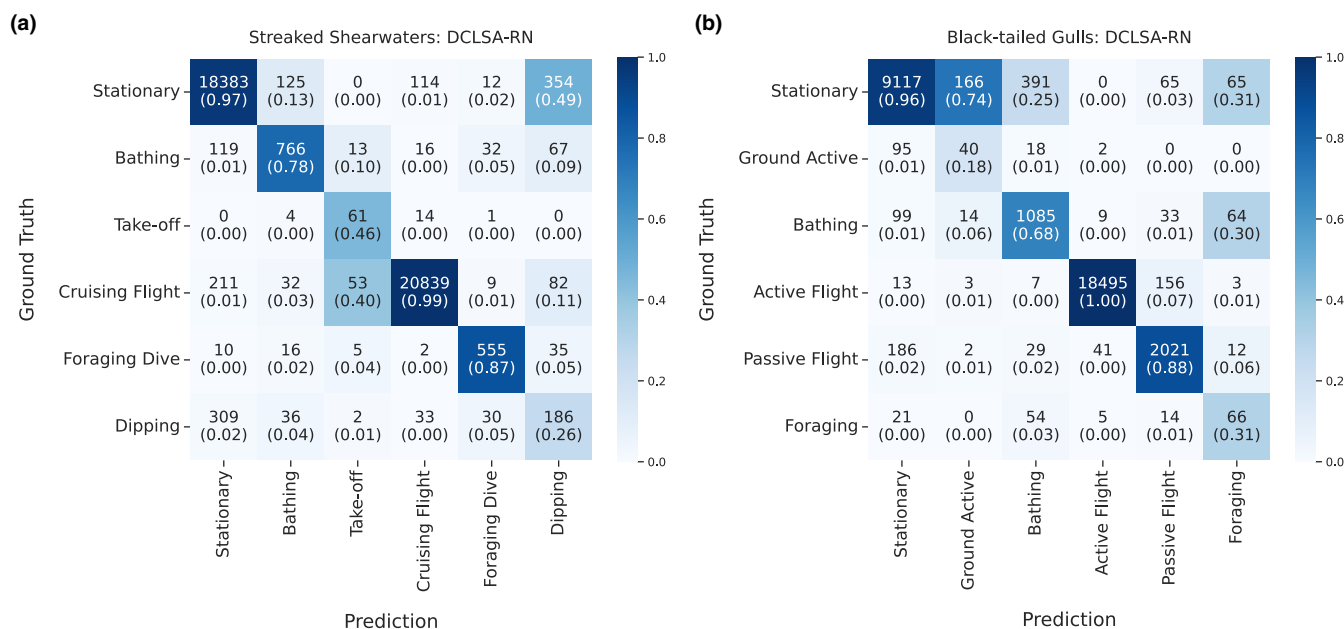 (a)
Streaked Shearwaters: DCLSA-RN
Ground Truth
Stationary
Bathing
Take-off
Cruising Flight
Foraging Dive
Dipping
18383 125 0 114 12 354
(0.97) (0.13) (0.00) (0.01) (0.02) (0.49)
119 766 13 16 32 67
(0.01) (0.78) (0.10) (0.00) (0.05) (0.09)
0 4 61 14 1 0
(0.00) (0.00) (0.46) (0.00) (0.00) (0.00)
211 32 53 20839 9 82
(0.01) (0.03) (0.40) (0.99) (0.01) (0.11)
10 16 5 2 555 35
(0.00) (0.02) (0.04) (0.00) (0.87) (0.05)
309 36 2 33 30 186
(0.02) (0.04) (0.01) (0.00) (0.05) (0.26)
Stationary
Bathing
Take-off
Cruising Flight
Foraging Dive
Dipping
Prediction
1.0
0.8
0.6
0.4
0.2
0.0
(b)
Black-tailed Gulls: DCLSA-RN
Ground Truth
Stationary
Ground Active
Bathing
Active Flight
Passive Flight
Foraging
9117 166 391 0 65 65
(0.96) (0.74) (0.25) (0.00) (0.03) (0.31)
95 40 18 2 0 0
(0.01) (0.18) (0.01) (0.00) (0.00) (0.00)
99 14 1085 9 33 64
(0.01) (0.06) (0.68) (0.00) (0.01) (0.30)
13 3 7 18495 156 3
(0.00) (0.01) (0.00) (1.00) (0.07) (0.01)
186 2 29 41 2021 12
(0.02) (0.01) (0.02) (0.00) (0.88) (0.06)
21 0 54 5 14 66
(0.00) (0.00) (0.03) (0.00) (0.01) (0.31)
Stationary
Ground Active
Bathing
Active Flight
Passive Flight
Foraging
Prediction
1.0
0.8
0.6
0.4
0.2
0.0